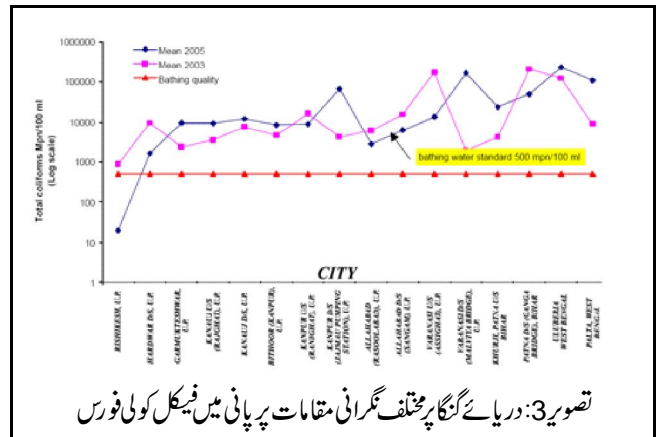 1000000
100000
10000
1000
100
10
1
Total coliforms Mpn/100 ml
(Log scale)
Mean 2005
Mean 2003
Bathing quality
bathing water standard 500 mpn/100 ml
CITY
RISHIKESH, U.P.
HARDWAR D/S, U.P.
GARMUKTESHWAR,
U.P.
KANAUJ U/S
(RAJGHAT), U.P.
KANAUJ D/S, U.P.
BITHOOR (KANPUR),
U.P.
KANPUR U/S
(RANIGHAT), U.P.
KANPUR D/S
(JAJMAU PUMPING
STATION), U.P.
ALLAHABAD
(RASOOLABAD), U.P.
ALLAHABAD D/S
(SANGAM), U.P.
VARANASI U/S
(ASSIGHAT), U.P.
VARANASI D/S
(MALVIYA BRIDGE),
U.P.
KHURJI, PATNA U/S
BIHAR
PATNA D/S (GANGA
BRIDGE), BIHAR
ULUBERIA
WEST BENGAL
PALTA, WEST
BENGAL
تصویر 3: دریائے گنگا پر مختلف نگرانی مقامات پر پانی میں فیکل کولی فورس